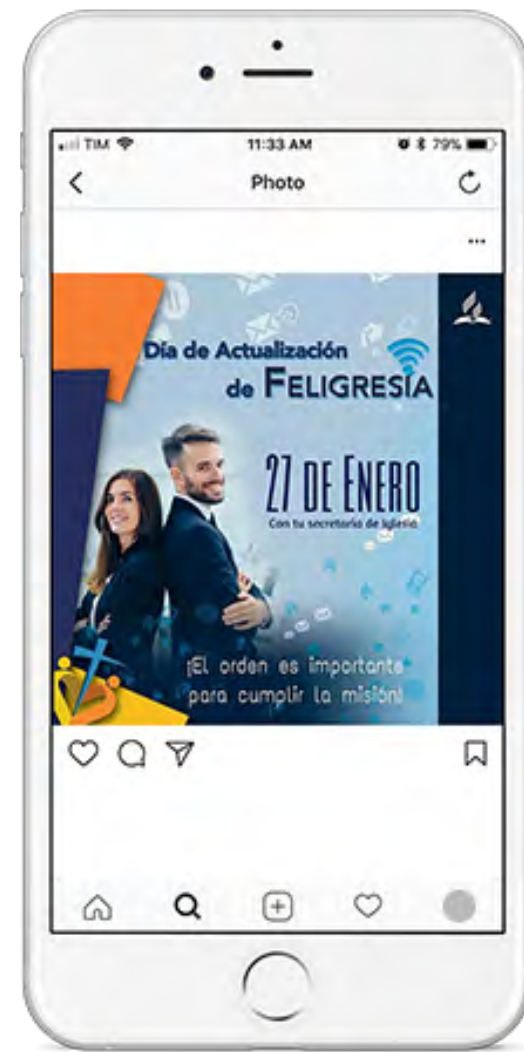 TIM 11:33 AM 79%
Photo
Día de Actualización
de FELIGRESÍA
27 DE ENERO
Con tu secretaria de Iglesia
¡El orden es importante
para cumplir la misión!